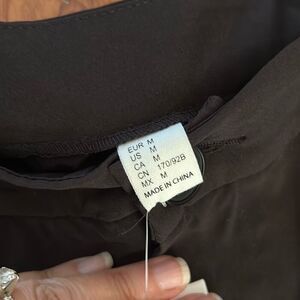 EUR M
US M
CA M
CN 170/92B
MX M
MADE IN CHINA